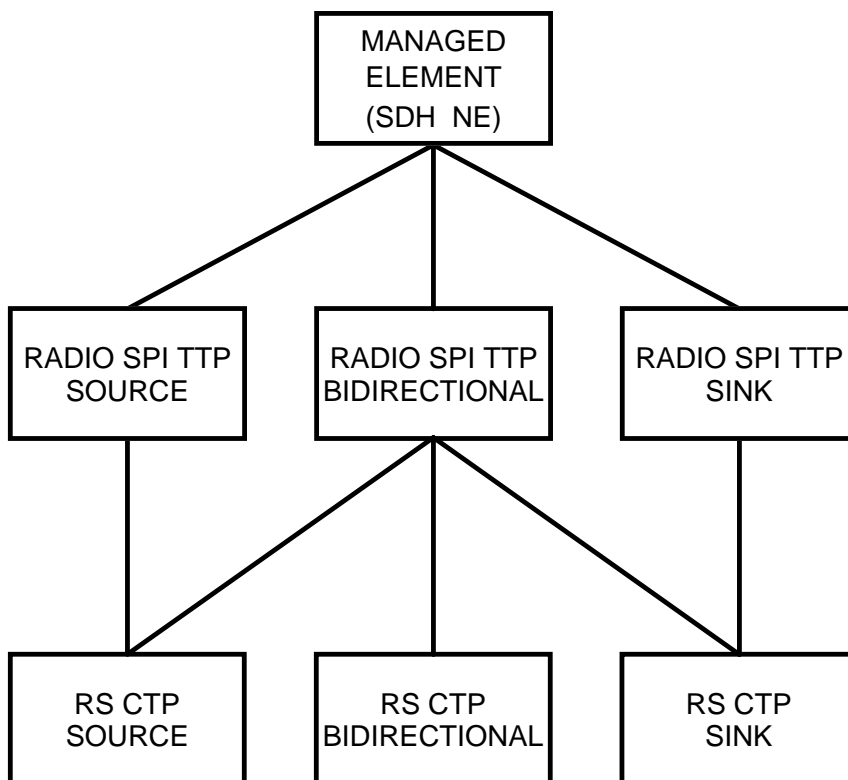 MANAGED
ELEMENT
(SDH NE)
RADIO SPI TTP
SOURCE
RADIO SPI TTP
BIDIRECTIONAL
RADIO SPI TTP
SINK
RS CTP
SOURCE
RS CTP
BIDIRECTIONAL
RS CTP
SINK